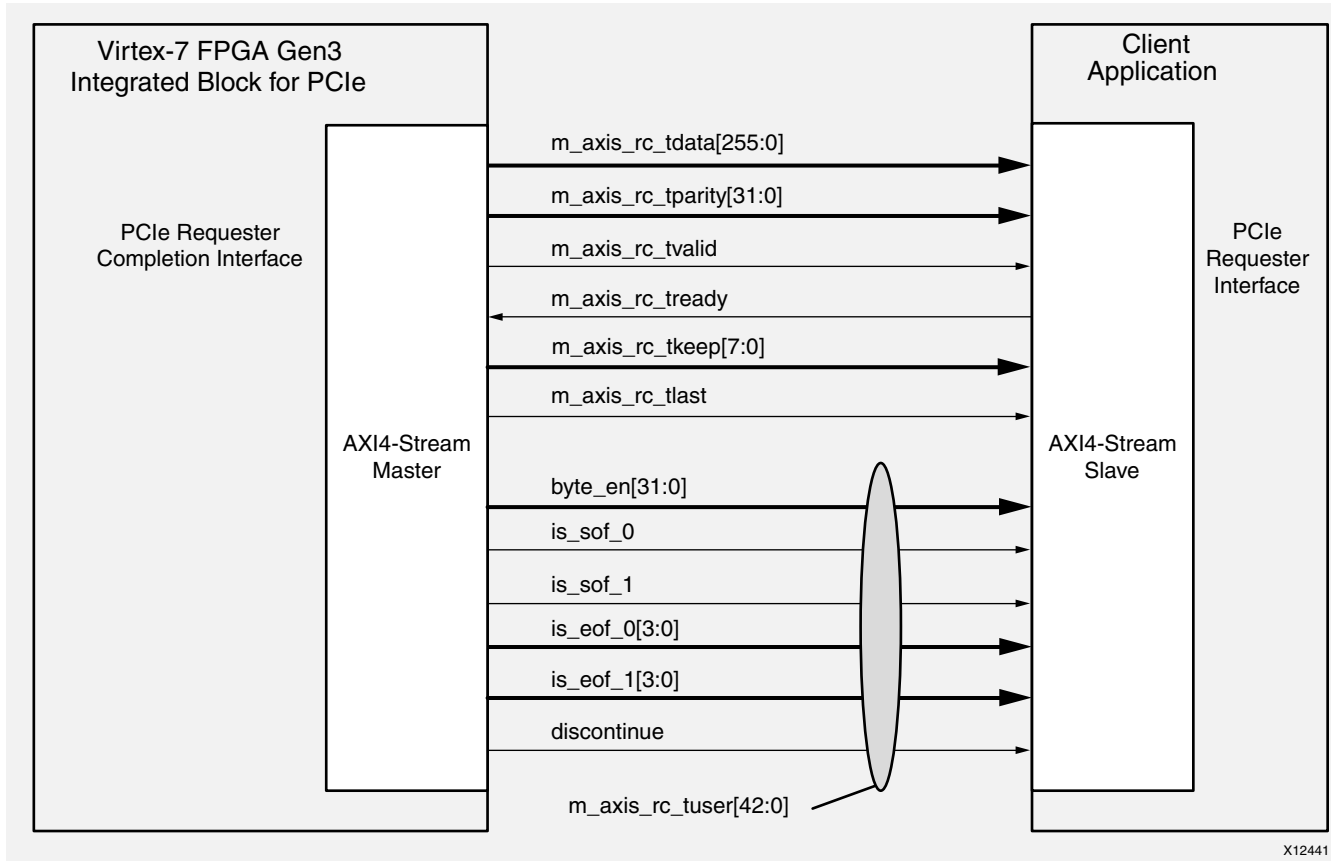 Virtex-7 FPGA Gen3
Integrated Block for PCIe
Client
Application
m_axis_rc_tdata[255:0]
m_axis_rc_tparity[31:0]
PCIe Requester
Completion Interface
m_axis_rc_tvalid
PCIe
Requester
Interface
m_axis_rc_tready
m_axis_rc_tkeep[7:0]
m_axis_rc_tlast
AXI4-Stream
Master
AXI4-Stream
Slave
byte_en[31:0]
is_sof_0
is_sof_1
is_eof_0[3:0]
is_eof_1[3:0]
discontinue
m_axis_rc_tuser[42:0]
X12441